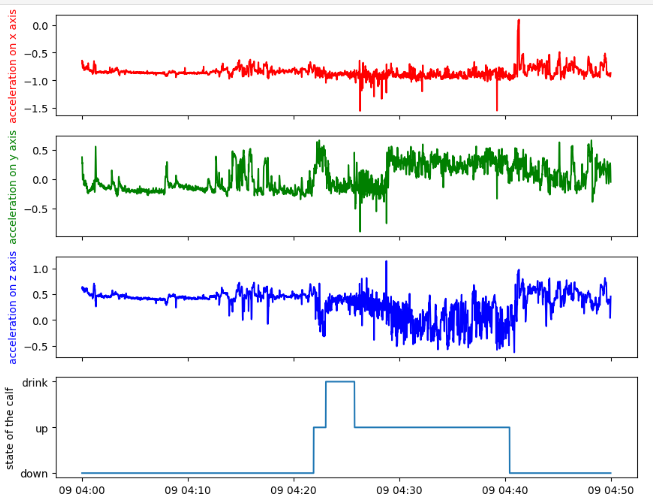 acceleration on x axis
0.0
−0.5
−1.0
−1.5
acceleration on y axis
0.5
0.0
−0.5
acceleration on z axis
1.0
0.5
0.0
−0.5
state of the calf
drink
up
down
09 04:00 09 04:10 09 04:20 09 04:30 09 04:40 09 04:50